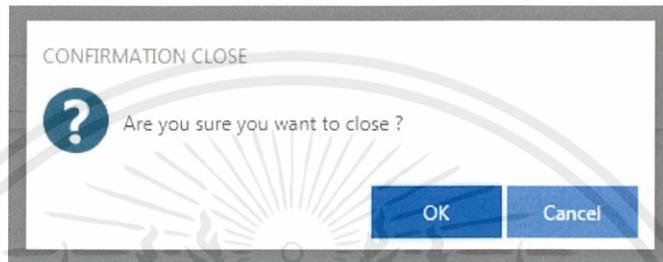 CONFIRMATION CLOSE
Are you sure you want to close ?
OK
Cancel